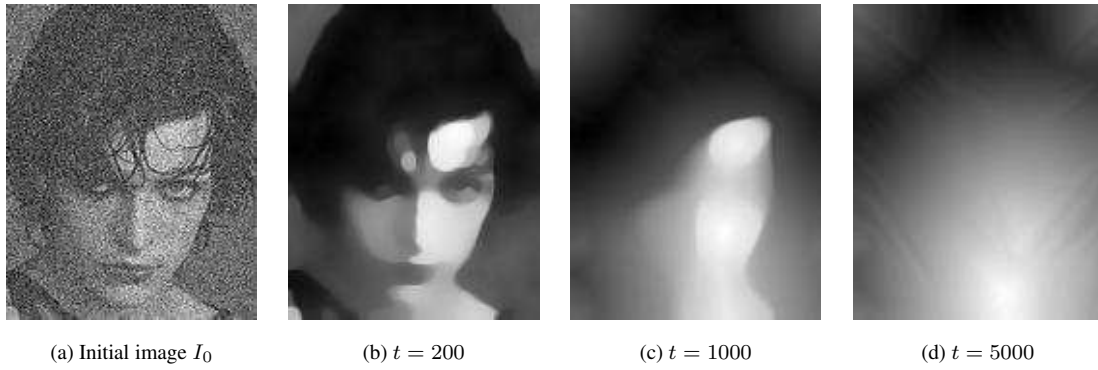 (a) Initial image I₀
(b) t = 200
(c) t = 1000
(d) t = 5000